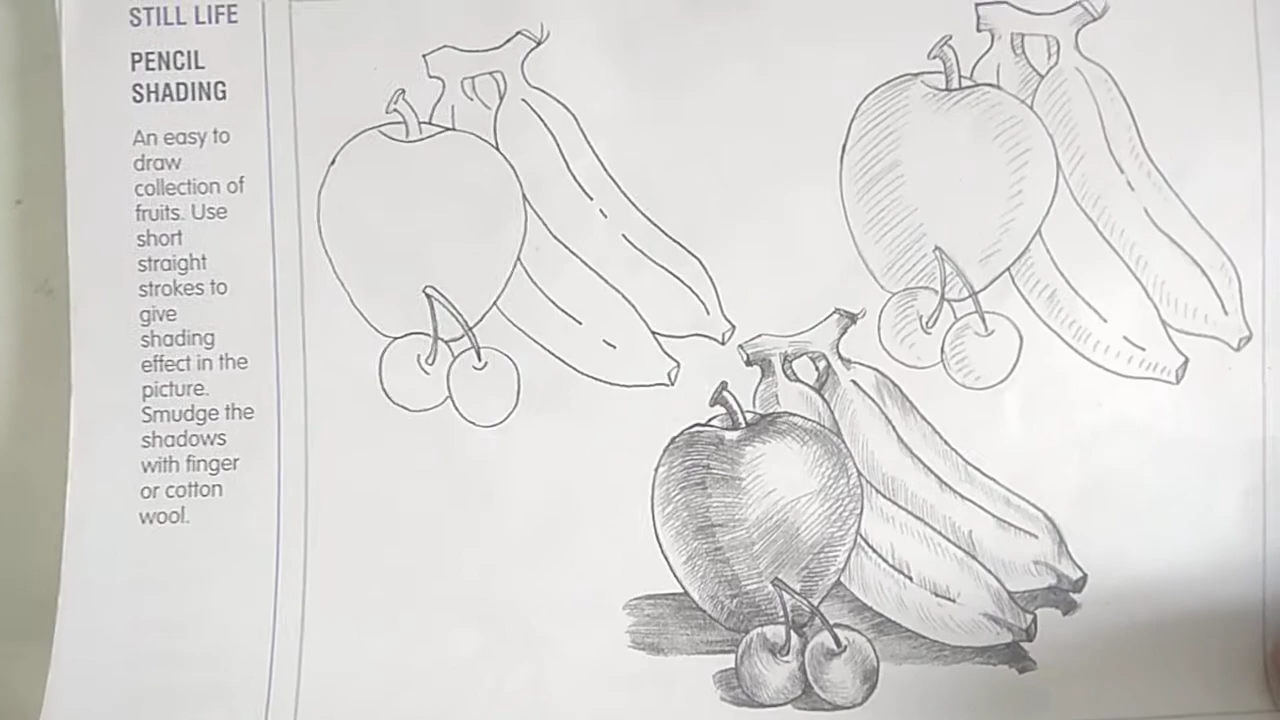 STILL LIFE
PENCIL
SHADING
An easy to
draw
collection of
fruits. Use
short
straight
strokes to
give
shading
effect in the
picture.
Smudge the
shadows
with finger
or cotton
wool.